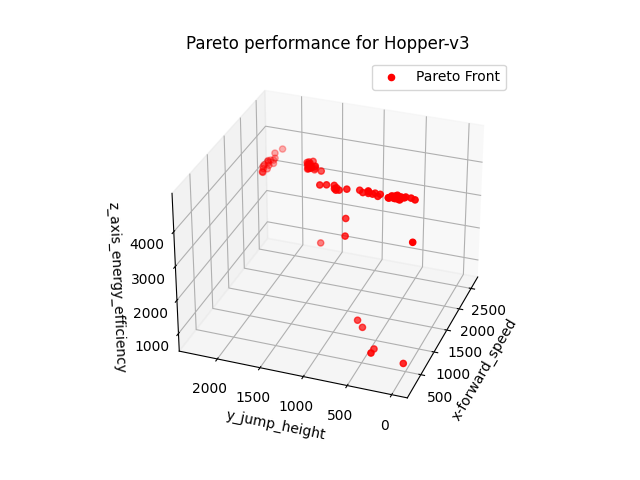 Pareto performance for Hopper-v3
Pareto Front
z_axis_energy_efficiency
4000
3000
2000
1000
2000
1500
1000
500
0
y_jump_height
2500
2000
1500
1000
500
x-forward_speed